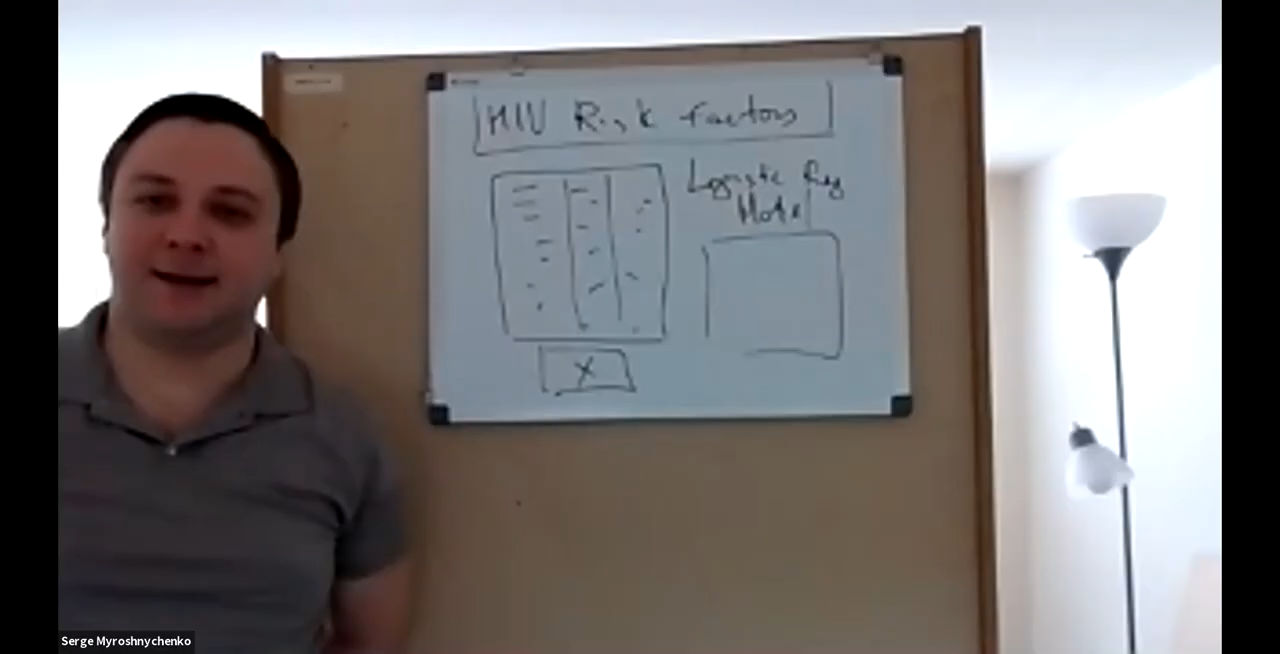 HIV Risk Factors
Logistic Reg
Model
X
Serge Myroshnychenko